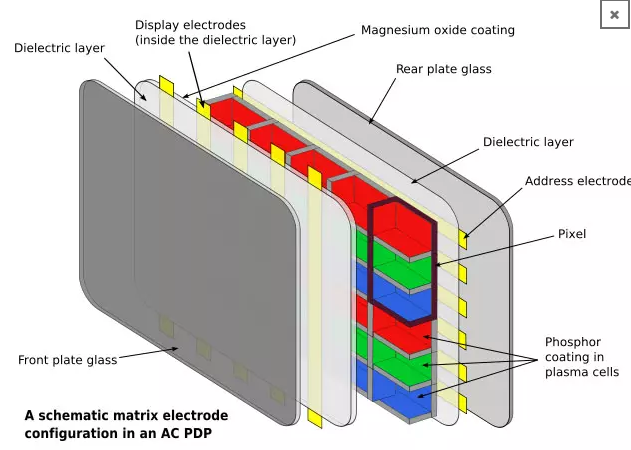 Display electrodes
(inside the dielectric layer)
Magnesium oxide coating
Dielectric layer
Rear plate glass
Dielectric layer
Address electrode
Pixel
Phosphor
coating in
plasma cells
Front plate glass
A schematic matrix electrode
configuration in an AC PDP